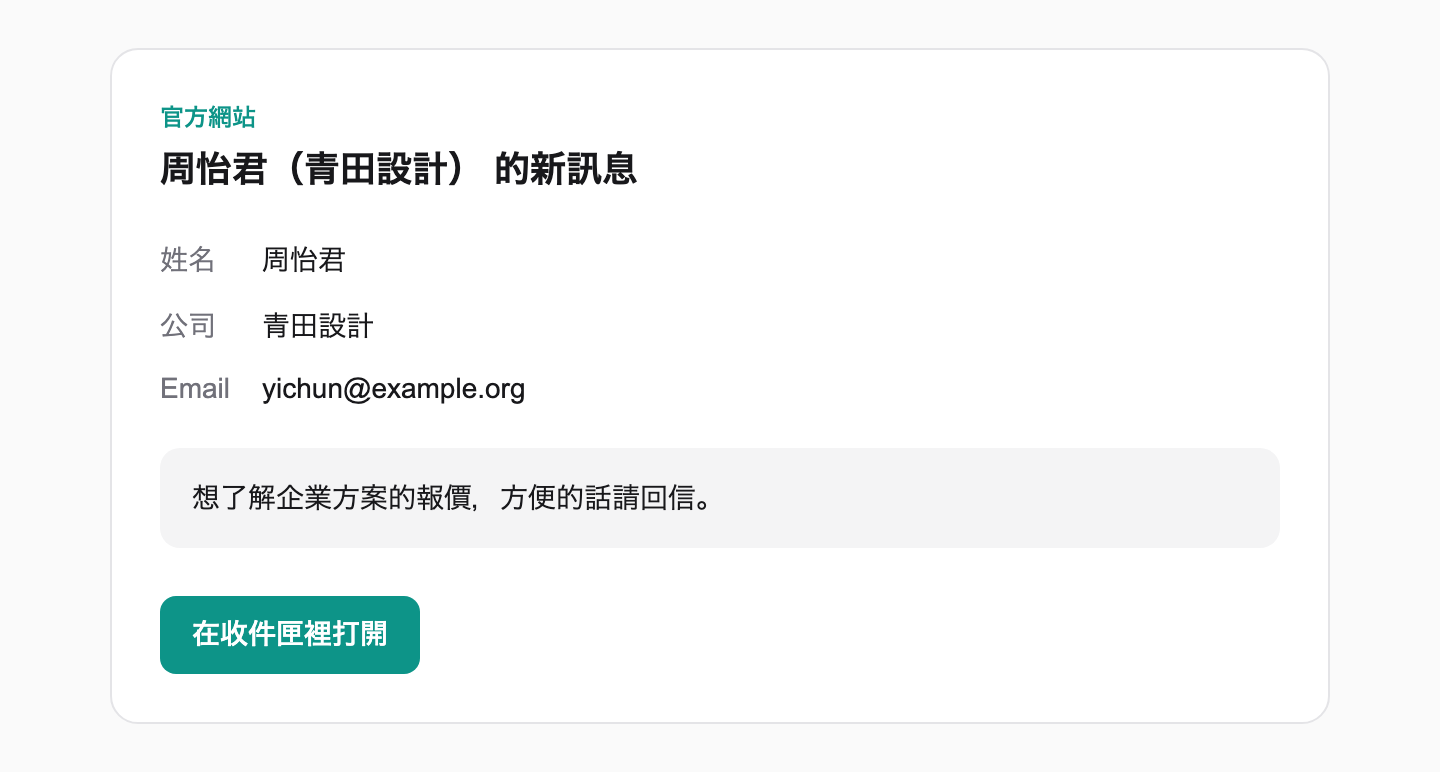 官方網站
周怡君（青田設計） 的新訊息
姓名 周怡君
公司 青田設計
Email yichun@example.org
想了解企業方案的報價，方便的話請回信。
在收件匣裡打開